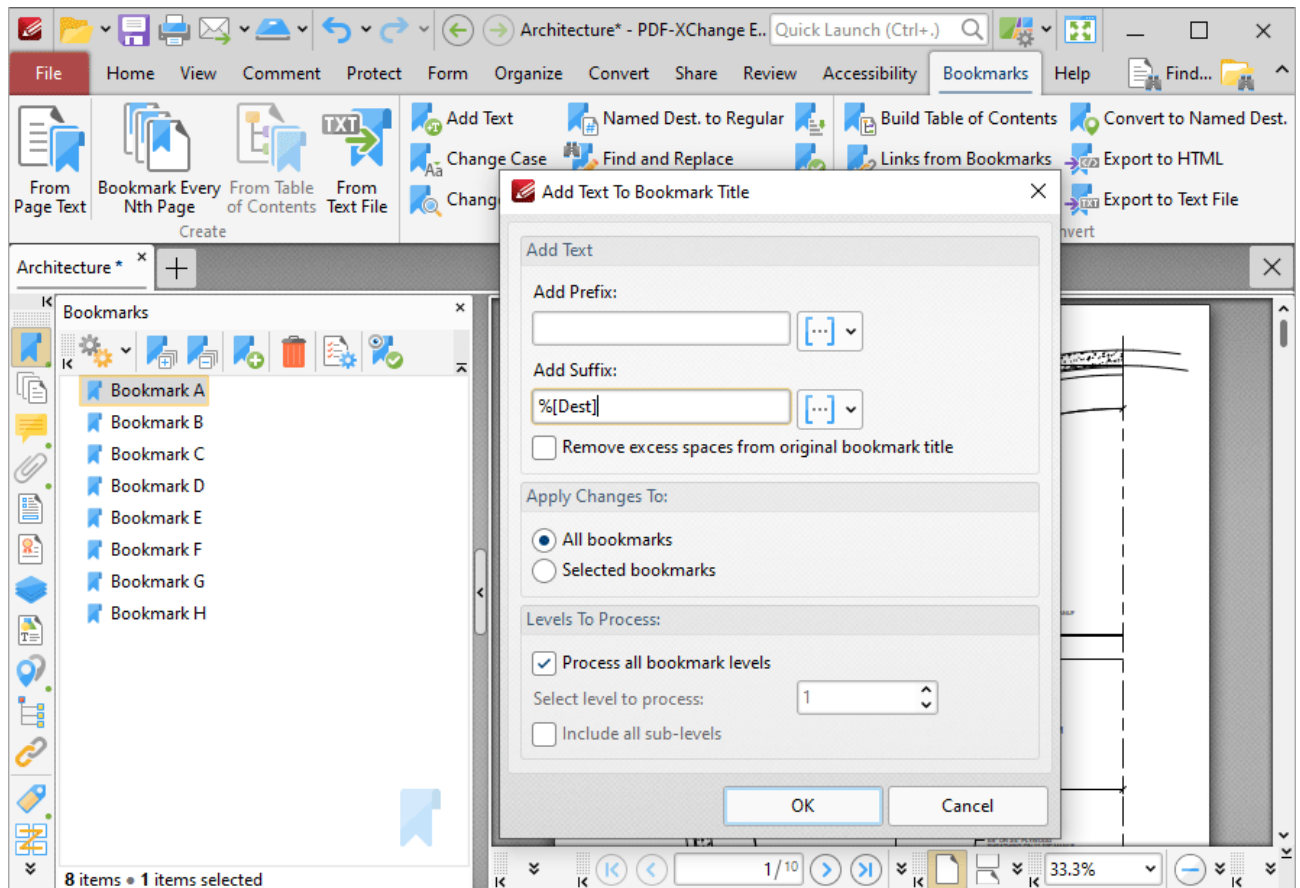 Architecture* - PDF-XChange E..
Quick Launch (Ctrl+.)
File Home View Comment Protect Form Organize Convert Share Review Accessibility Bookmarks Help Find...
Add Text Named Dest. to Regular Build Table of Contents Convert to Named Dest.
Change Case Find and Replace Links from Bookmarks Export to HTML
From Page Text
Bookmark Every Nth Page
From Table of Contents
From Text File
Chang
Export to Text File
Create
nvert
Architecture *
Add Text To Bookmark Title
Add Text
Add Prefix:
Add Suffix:
%[Dest]
Remove excess spaces from original bookmark title
Apply Changes To:
All bookmarks
Selected bookmarks
Levels To Process:
Process all bookmark levels
Select level to process: 1
Include all sub-levels
OK Cancel
Bookmarks
Bookmark A
Bookmark B
Bookmark C
Bookmark D
Bookmark E
Bookmark F
Bookmark G
Bookmark H
8 items • 1 items selected
1/10
33.3%